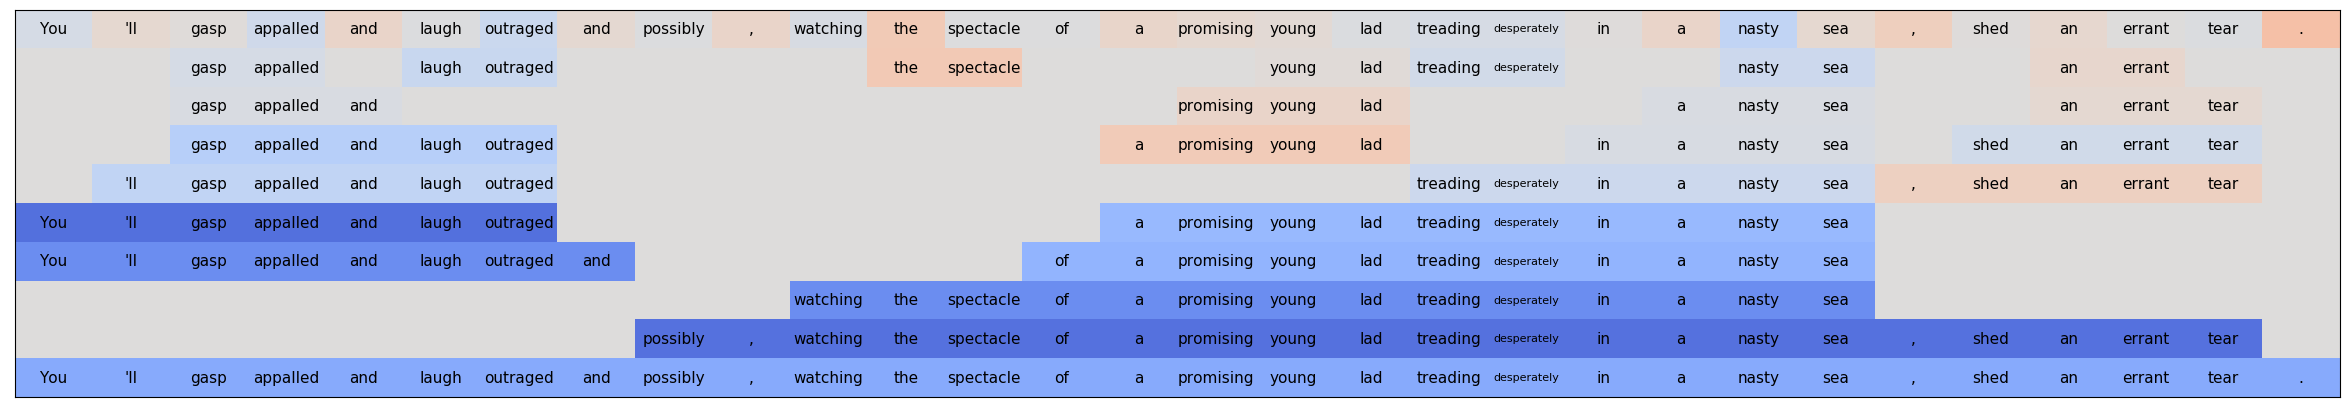 You 'll gasp appalled and laugh outraged and possibly , watching the spectacle of a promising young lad treading desperately in a nasty sea , shed an errant tear .
gasp appalled laugh outraged the spectacle young lad treading desperately nasty sea an errant
gasp appalled and promising young lad a nasty sea an errant tear
gasp appalled and laugh outraged a promising young lad in a nasty sea shed an errant tear
'll gasp appalled and laugh outraged treading desperately in a nasty sea , shed an errant tear
You 'll gasp appalled and laugh outraged a promising young lad treading desperately in a nasty sea
You 'll gasp appalled and laugh outraged and of a promising young lad treading desperately in a nasty sea
watching the spectacle of a promising young lad treading desperately in a nasty sea
possibly , watching the spectacle of a promising young lad treading desperately in a nasty sea , shed an errant tear
You 'll gasp appalled and laugh outraged and possibly , watching the spectacle of a promising young lad treading desperately in a nasty sea , shed an errant tear .